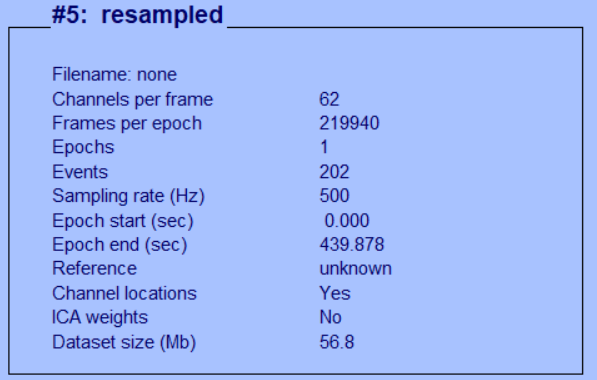 #5: resampled
Filename: none
Channels per frame 62
Frames per epoch 219940
Epochs 1
Events 202
Sampling rate (Hz) 500
Epoch start (sec) 0.000
Epoch end (sec) 439.878
Reference unknown
Channel locations Yes
ICA weights No
Dataset size (Mb) 56.8